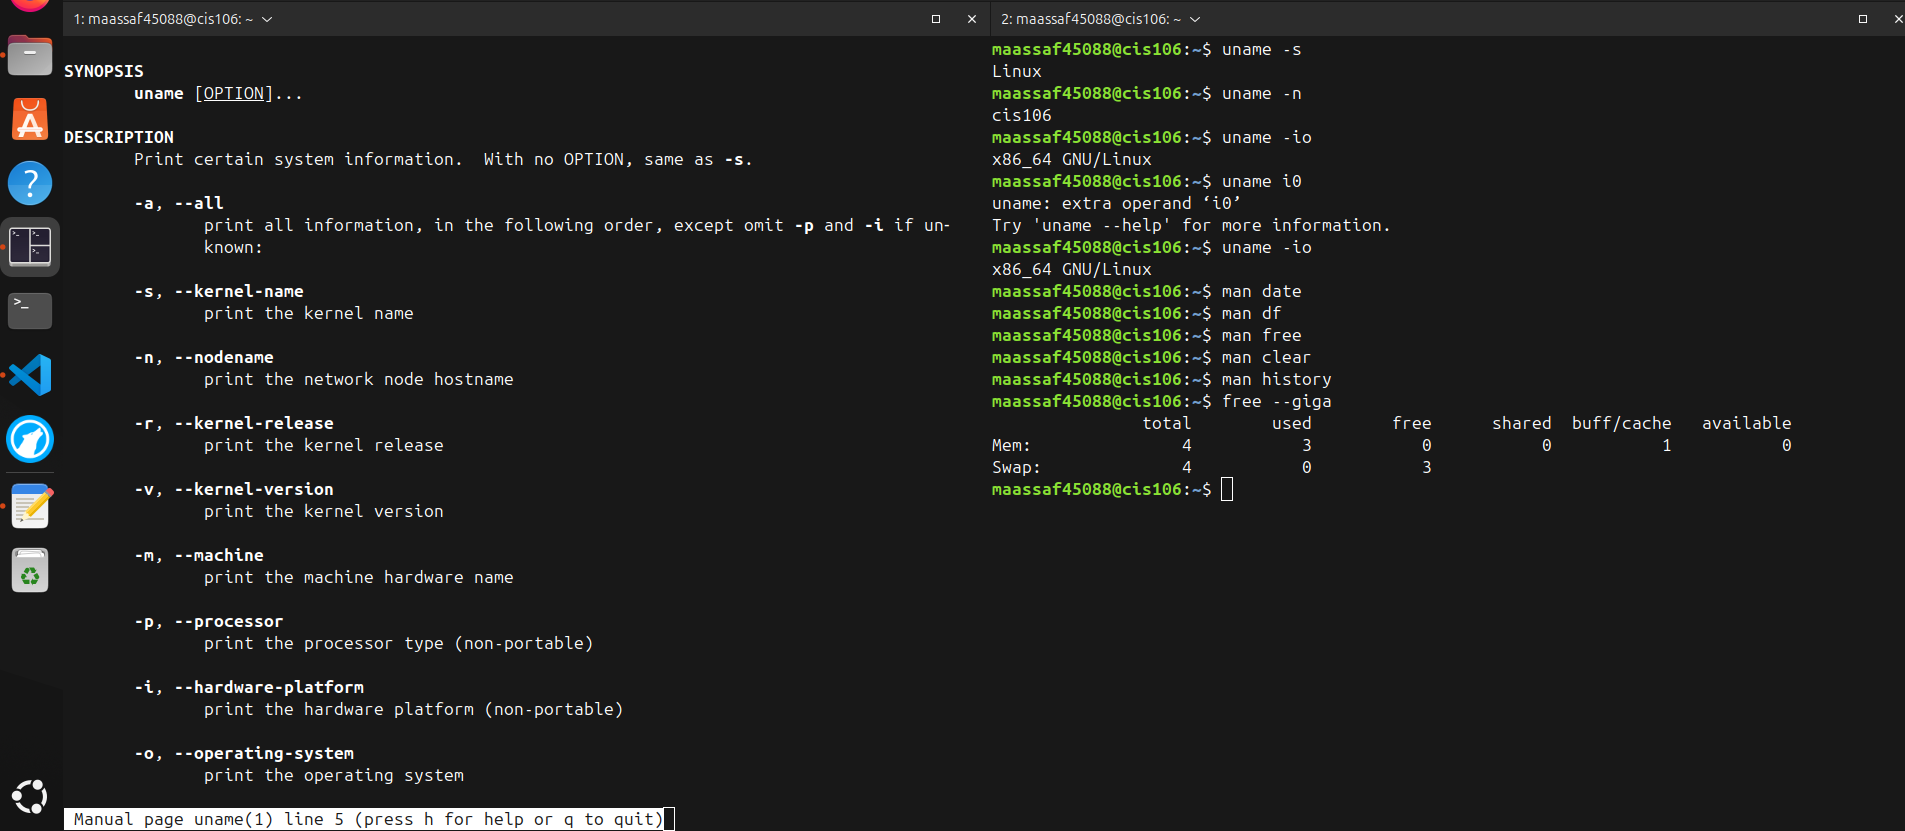 1: maassaf45088@cis106: ~
SYNOPSIS
uname [OPTION]...
DESCRIPTION
Print certain system information.  With no OPTION, same as -s.
-a, --all
print all information, in the following order, except omit -p and -i if un-
known:
-s, --kernel-name
print the kernel name
-n, --nodename
print the network node hostname
-r, --kernel-release
print the kernel release
-v, --kernel-version
print the kernel version
-m, --machine
print the machine hardware name
-p, --processor
print the processor type (non-portable)
-i, --hardware-platform
print the hardware platform (non-portable)
-o, --operating-system
print the operating system
Manual page uname(1) line 5 (press h for help or q to quit)
2: maassaf45088@cis106: ~
maassaf45088@cis106:~$ uname -s
Linux
maassaf45088@cis106:~$ uname -n
cis106
maassaf45088@cis106:~$ uname -io
x86_64 GNU/Linux
maassaf45088@cis106:~$ uname i0
uname: extra operand ‘i0’
Try 'uname --help' for more information.
maassaf45088@cis106:~$ uname -io
x86_64 GNU/Linux
maassaf45088@cis106:~$ man date
maassaf45088@cis106:~$ man df
maassaf45088@cis106:~$ man free
maassaf45088@cis106:~$ man clear
maassaf45088@cis106:~$ man history
maassaf45088@cis106:~$ free --giga
total used free shared buff/cache available
Mem: 4 3 0 0 1 0
Swap: 4 0 3
maassaf45088@cis106:~$